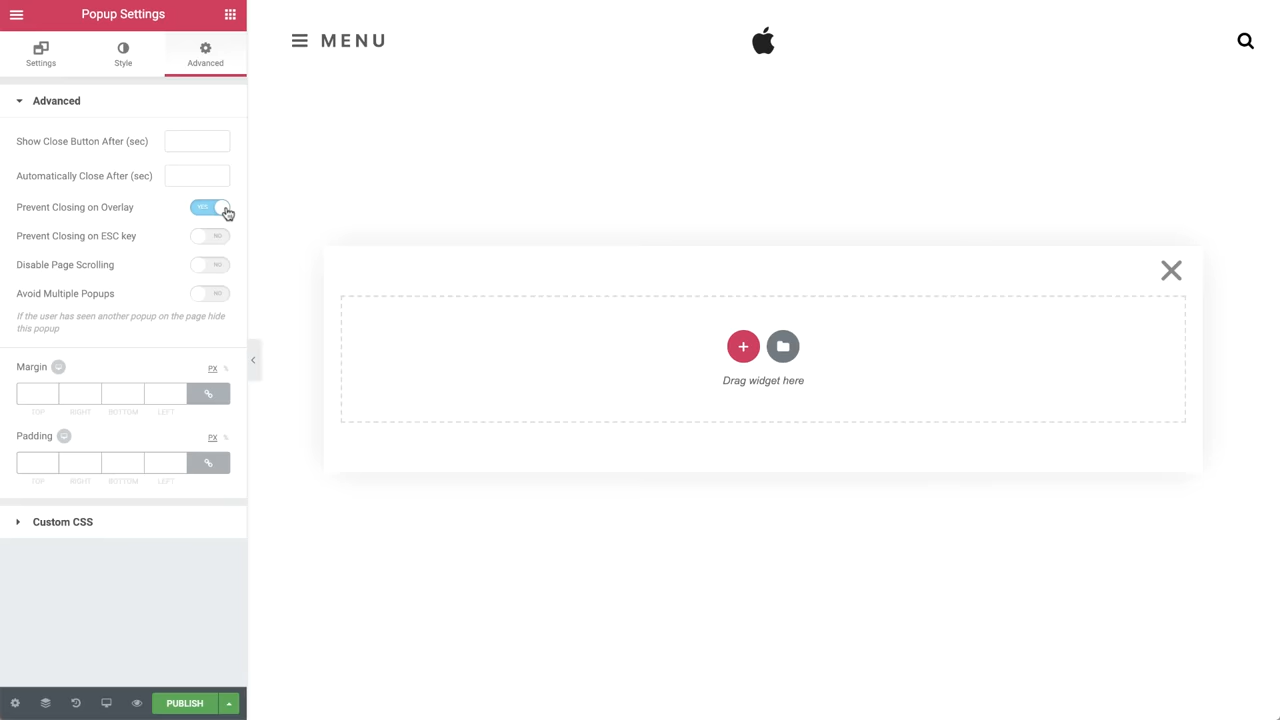 Popup Settings
MENU
Settings
Style
Advanced
Advanced
Show Close Button After (sec)
Automatically Close After (sec)
Prevent Closing on Overlay
YES
Prevent Closing on ESC key
NO
Disable Page Scrolling
NO
Avoid Multiple Popups
NO
If the user has seen another popup on the page hide
this popup
Margin
PX %
TOP RIGHT BOTTOM LEFT
Padding
PX %
TOP RIGHT BOTTOM LEFT
Custom CSS
Drag widget here
PUBLISH